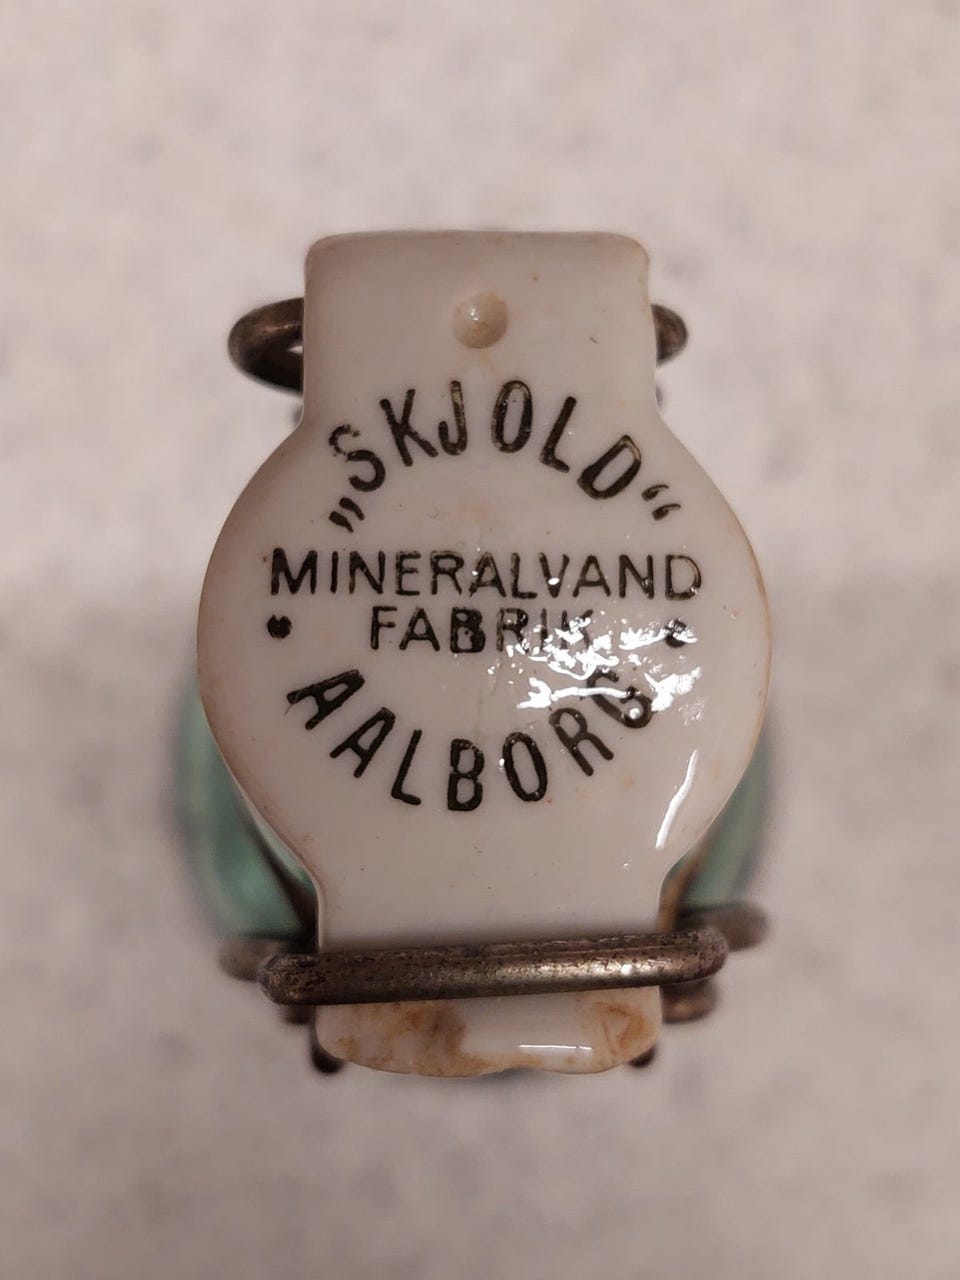 „SKJOLD“
MINERALVAND
• FABRIK •
AALBORG